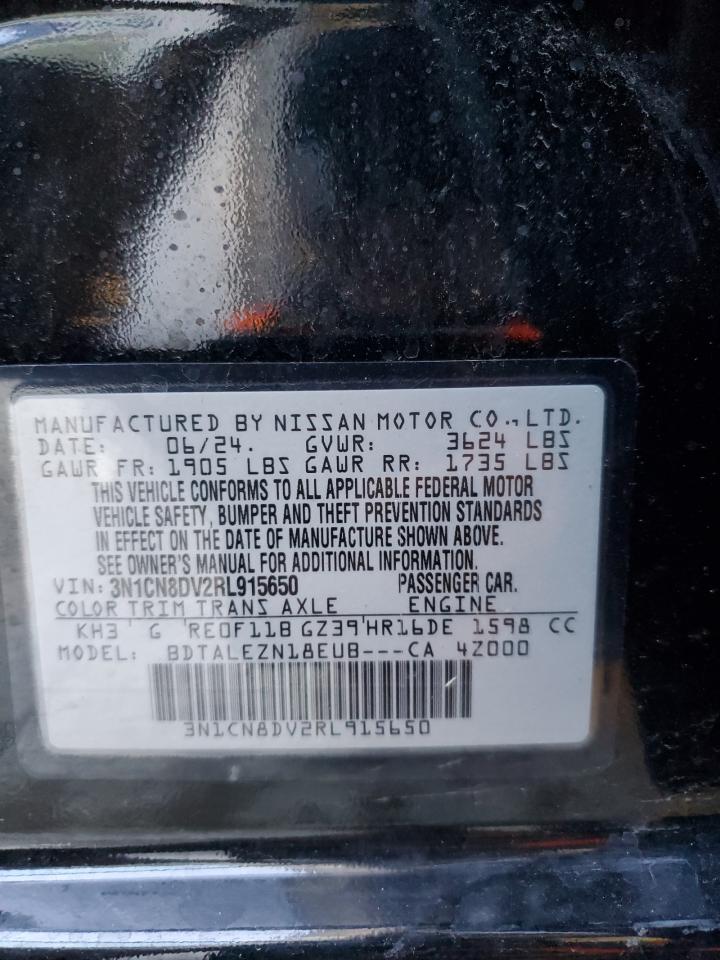 MANUFACTURED BY NISSAN MOTOR CO., LTD.
DATE: 06/24. GVWR: 3624 LBS
GAWR FR: 1905 LBS GAWR RR: 1735 LBS
THIS VEHICLE CONFORMS TO ALL APPLICABLE FEDERAL MOTOR
VEHICLE SAFETY, BUMPER AND THEFT PREVENTION STANDARDS
IN EFFECT ON THE DATE OF MANUFACTURE SHOWN ABOVE.
SEE OWNER'S MANUAL FOR ADDITIONAL INFORMATION.
VIN: 3N1CN8DV2RL915650 PASSENGER CAR.
COLOR TRIM TRANS AXLE ENGINE
KH3 G RE0F11B GZ39 HR16DE 1598 CC
MODEL: BDTALEZN18EUB---CA 4Z000
3N1CN8DV2RL915650